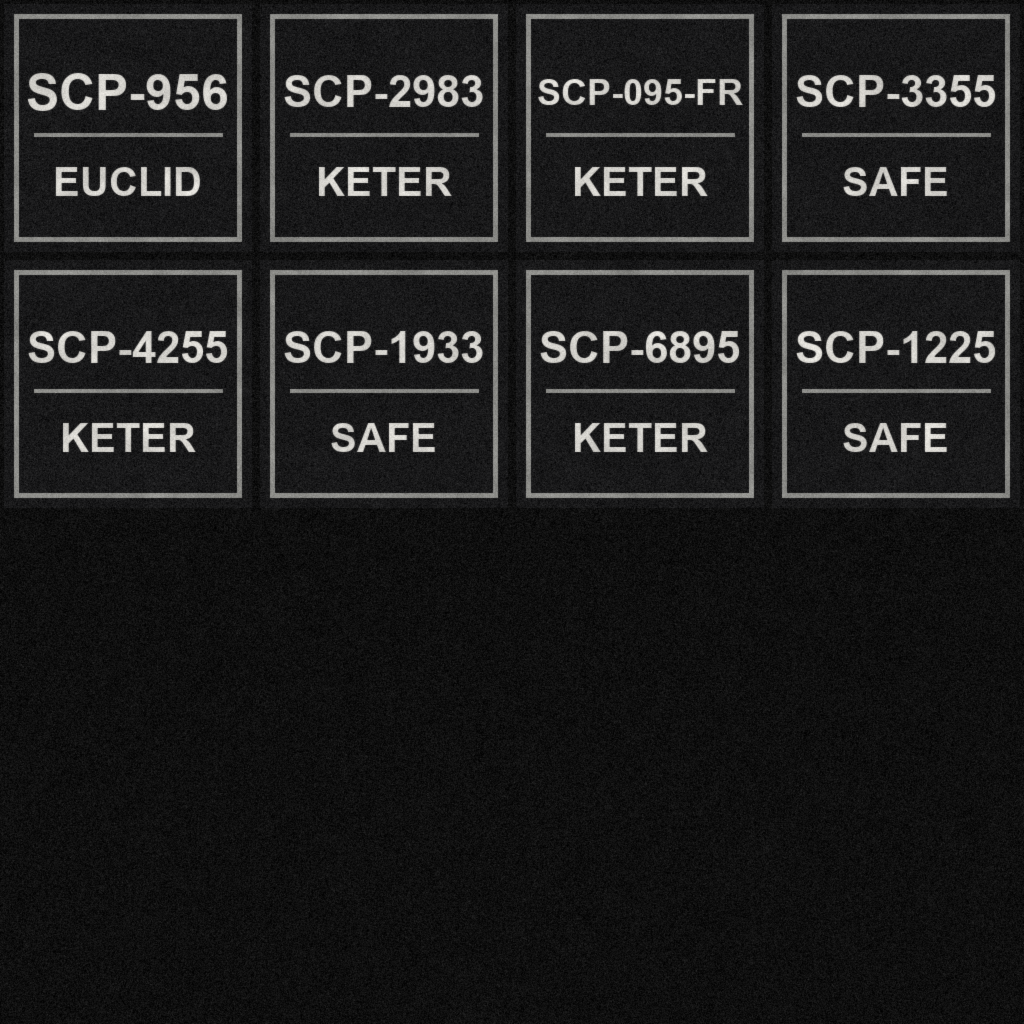 SCP-956
EUCLID
SCP-2983
KETER
SCP-095-FR
KETER
SCP-3355
SAFE
SCP-4255
KETER
SCP-1933
SAFE
SCP-6895
KETER
SCP-1225
SAFE